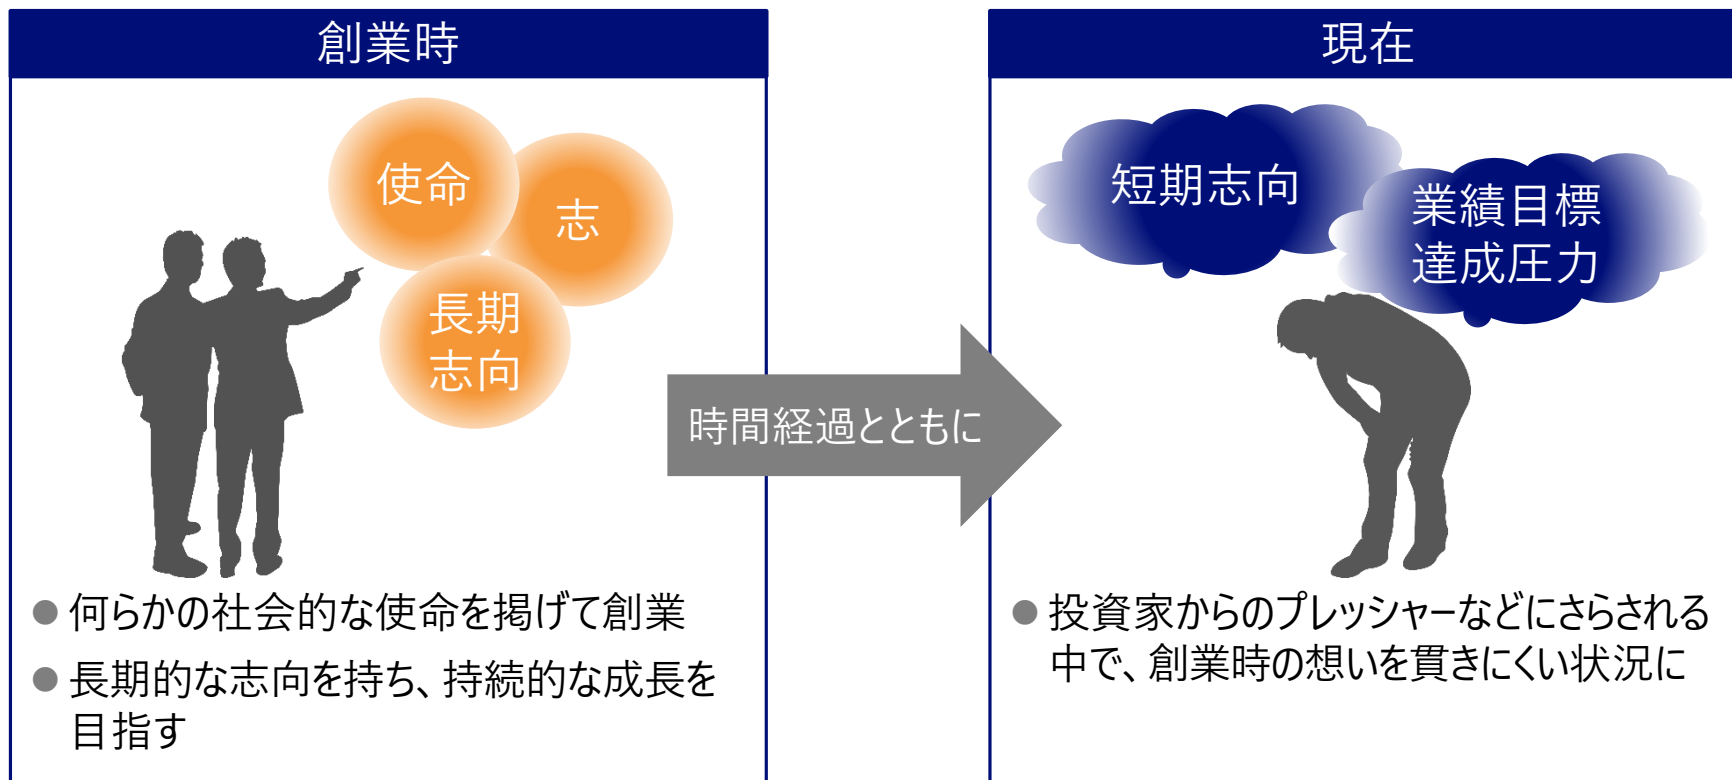 創業時
使命
志
長期
志向
● 何らかの社会的な使命を掲げて創業
● 長期的な志向を持ち、持続的な成長を
目指す
時間経過とともに
現在
短期志向
業績目標
達成圧力
● 投資家からのプレッシャーなどにさらされる
中で、創業時の想いを貫きにくい状況に